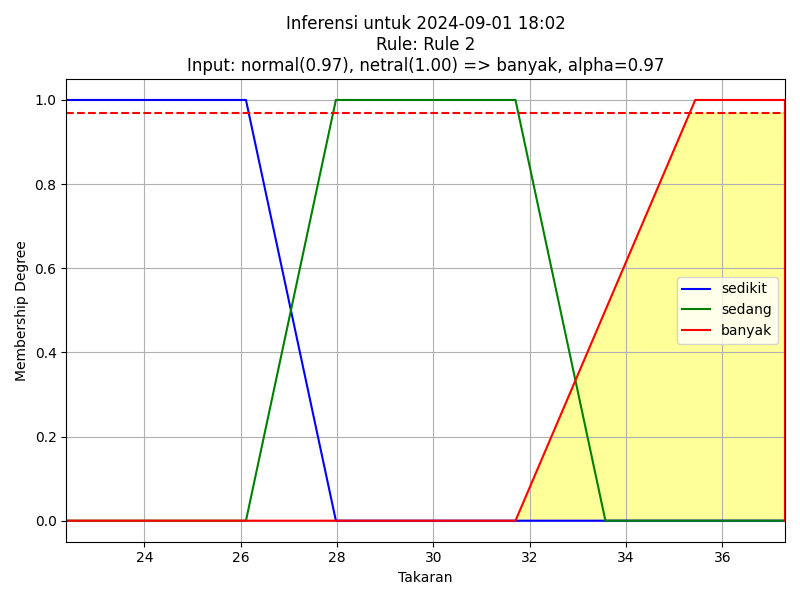 Inferensi untuk 2024-09-01 18:02
Rule: Rule 2
Input: normal(0.97), netral(1.00) => banyak, alpha=0.97
1.0
0.8
0.6
0.4
0.2
0.0
Membership Degree
sedikit
sedang
banyak
24 26 28 30 32 34 36
Takaran